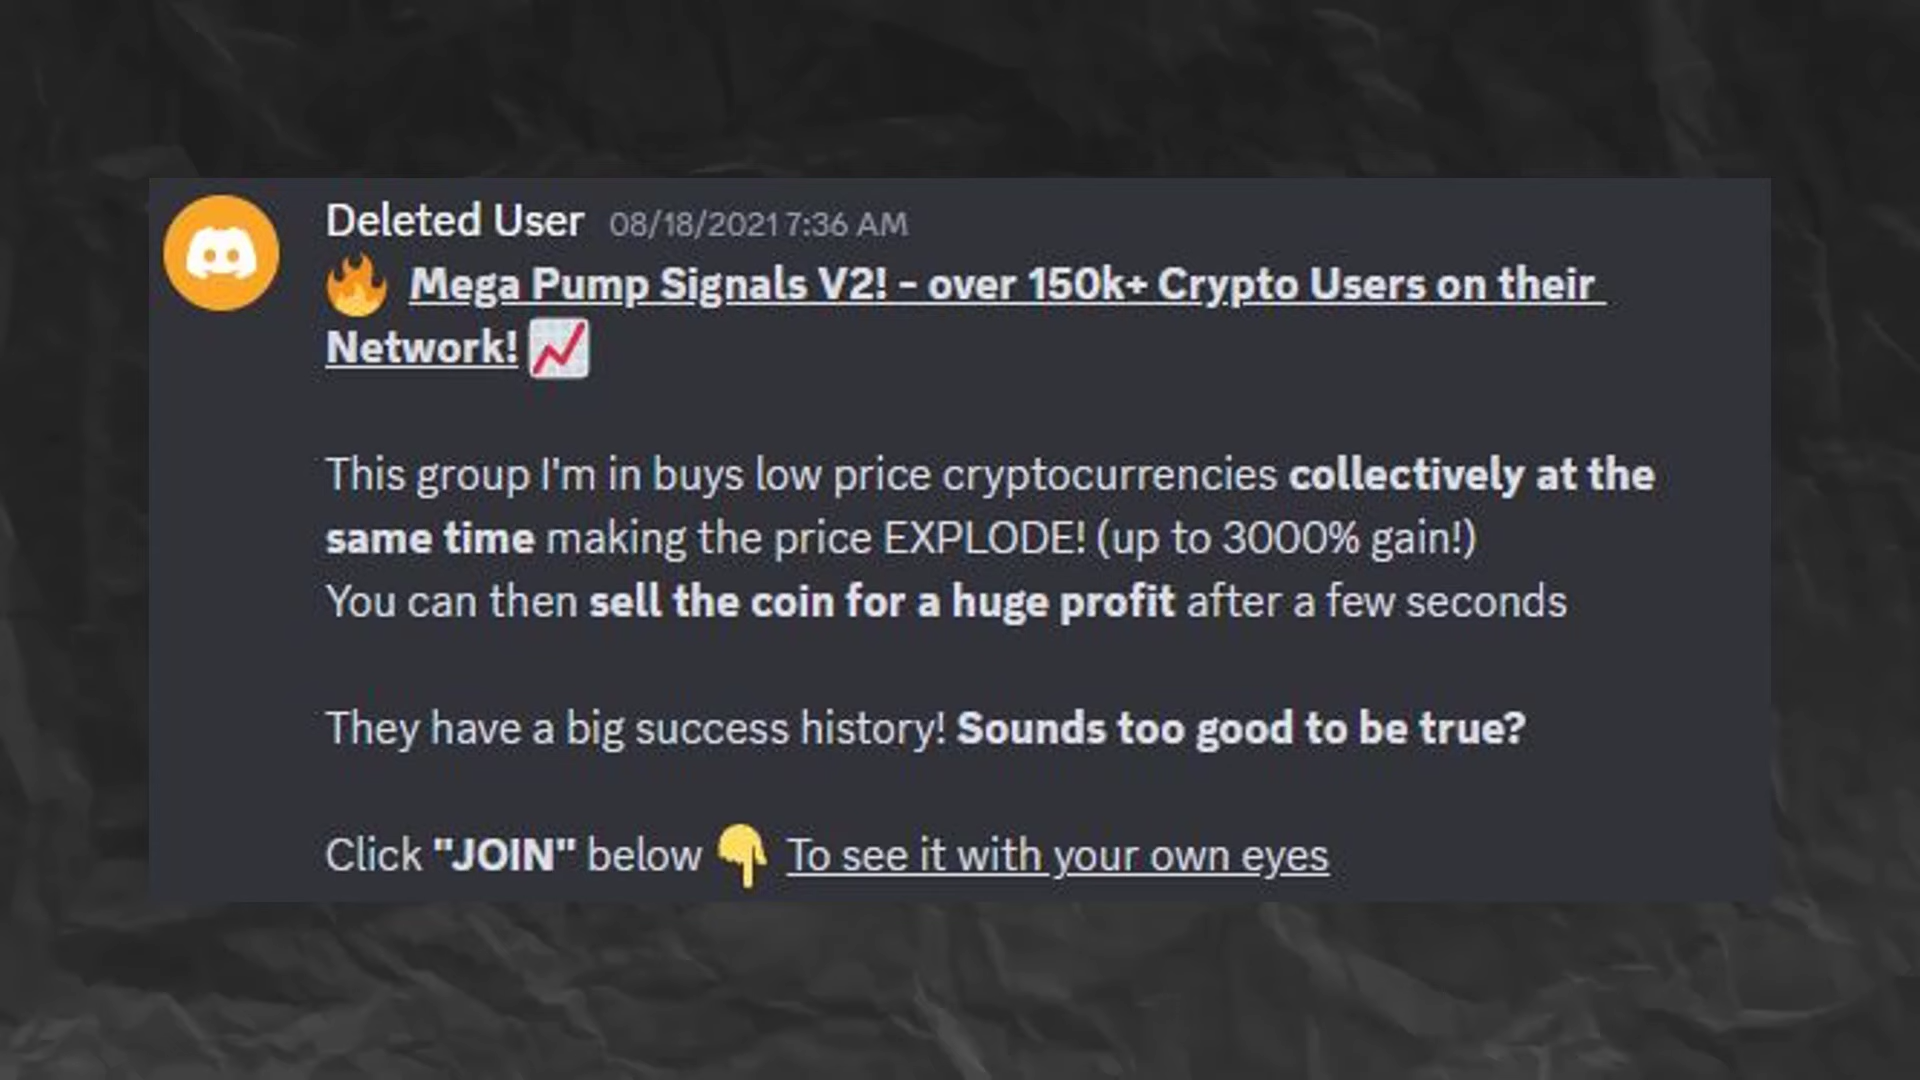 Deleted User 08/18/2021 7:36 AM
🔥 Mega Pump Signals V2! - over 150k+ Crypto Users on their
Network! 📈
This group I'm in buys low price cryptocurrencies collectively at the
same time making the price EXPLODE! (up to 3000% gain!)
You can then sell the coin for a huge profit after a few seconds
They have a big success history! Sounds too good to be true?
Click "JOIN" below 👇 To see it with your own eyes